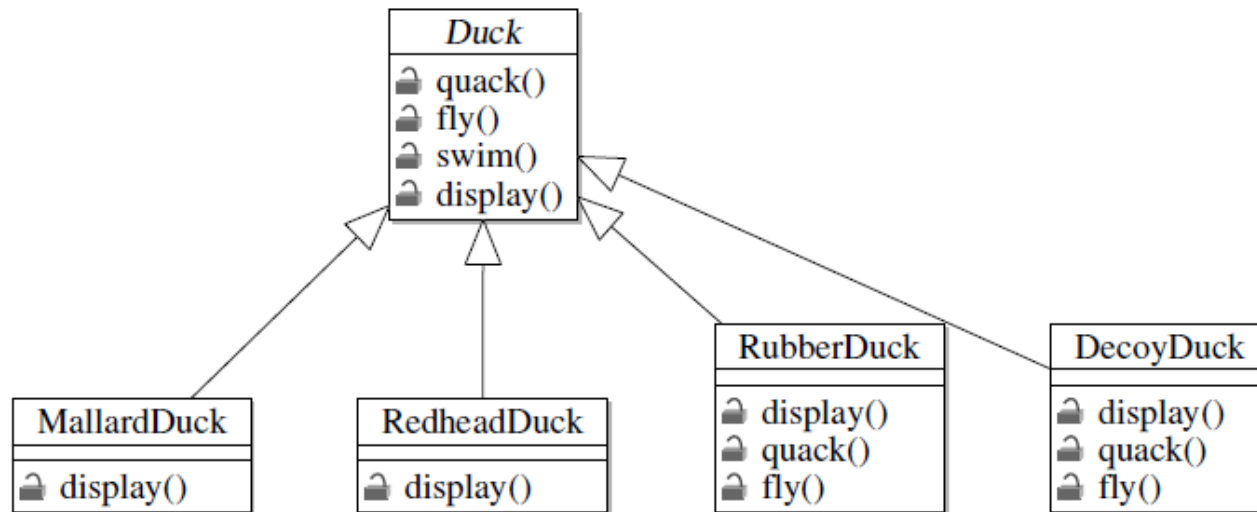 Duck
quack()
fly()
swim()
display()
MallardDuck
display()
RedheadDuck
display()
RubberDuck
display()
quack()
fly()
DecoyDuck
display()
quack()
fly()